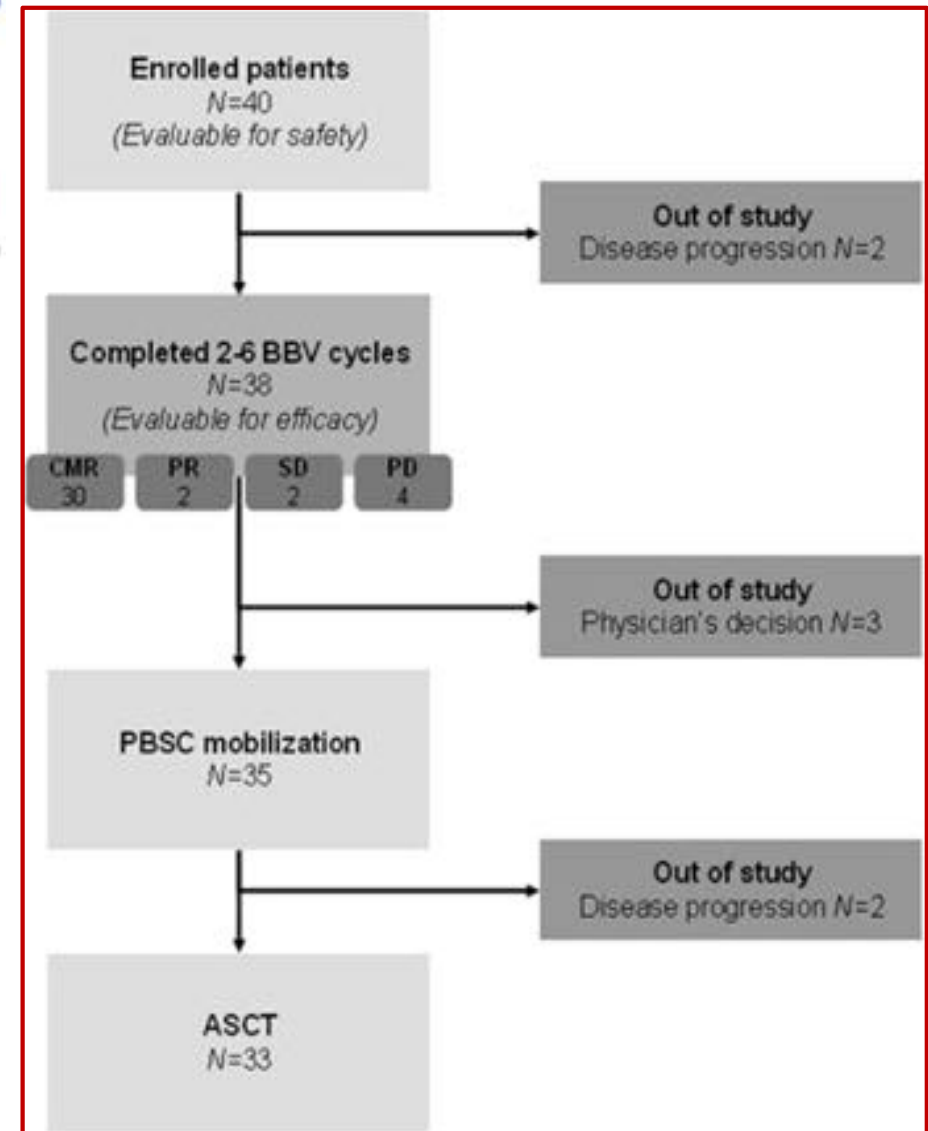 Enrolled patients
N=40
(Evaluable for safety)
Out of study
Disease progression N=2
Completed 2-6 BBV cycles
N=38
(Evaluable for efficacy)
CMR
30
PR
2
SD
2
PD
4
Out of study
Physician's decision N=3
PBSC mobilization
N=35
Out of study
Disease progression N=2
ASCT
N=33